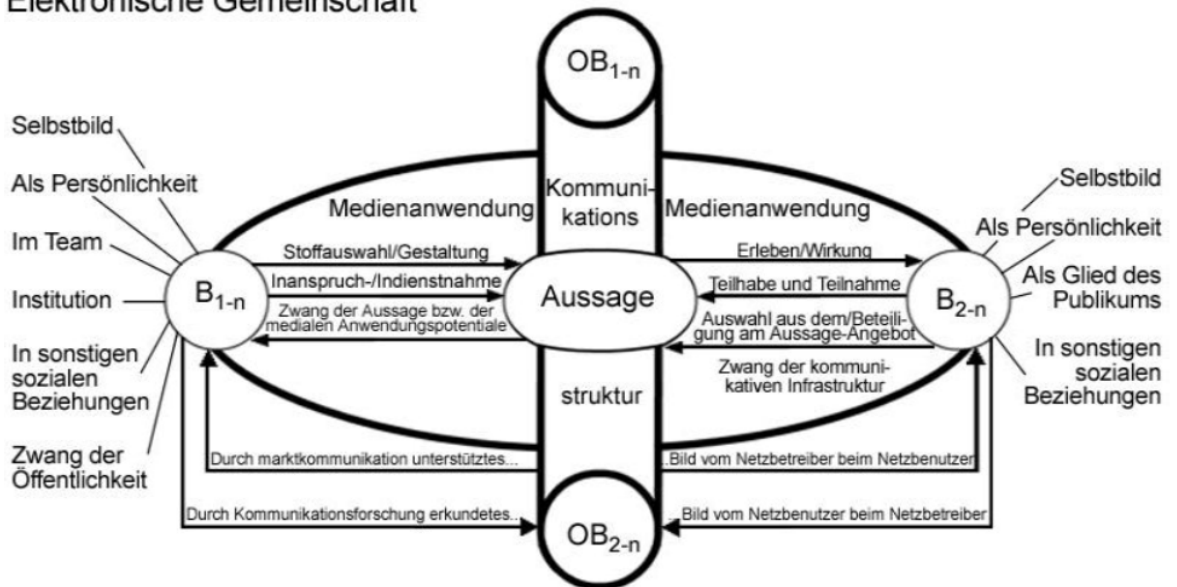 Elektronische Gemeinschaft
OB1-n
Selbstbild
Als Persönlichkeit
Im Team
Institution
In sonstigen
sozialen
Beziehungen
Zwang der
Öffentlichkeit
B1-n
Medienanwendung
Stoffauswahl/Gestaltung
Inanspruch-/Indienstnahme
Zwang der Aussage bzw. der
medialen Anwendungspotentiale
Kommuni-
kations
Aussage
struktur
Medienanwendung
Erleben/Wirkung
Teilhabe und Teilnahme
Auswahl aus dem/Beteili-
gung am Aussage-Angebot
Zwang der kommuni-
kativen Infrastruktur
B2-n
Selbstbild
Als Persönlichkeit
Als Glied des
Publikums
In sonstigen
sozialen
Beziehungen
Durch marktkommunikation unterstütztes...
...Bild vom Netzbetreiber beim Netzbenutzer
Durch Kommunikationsforschung erkundetes...
...Bild vom Netzbenutzer beim Netzbetreiber
OB2-n